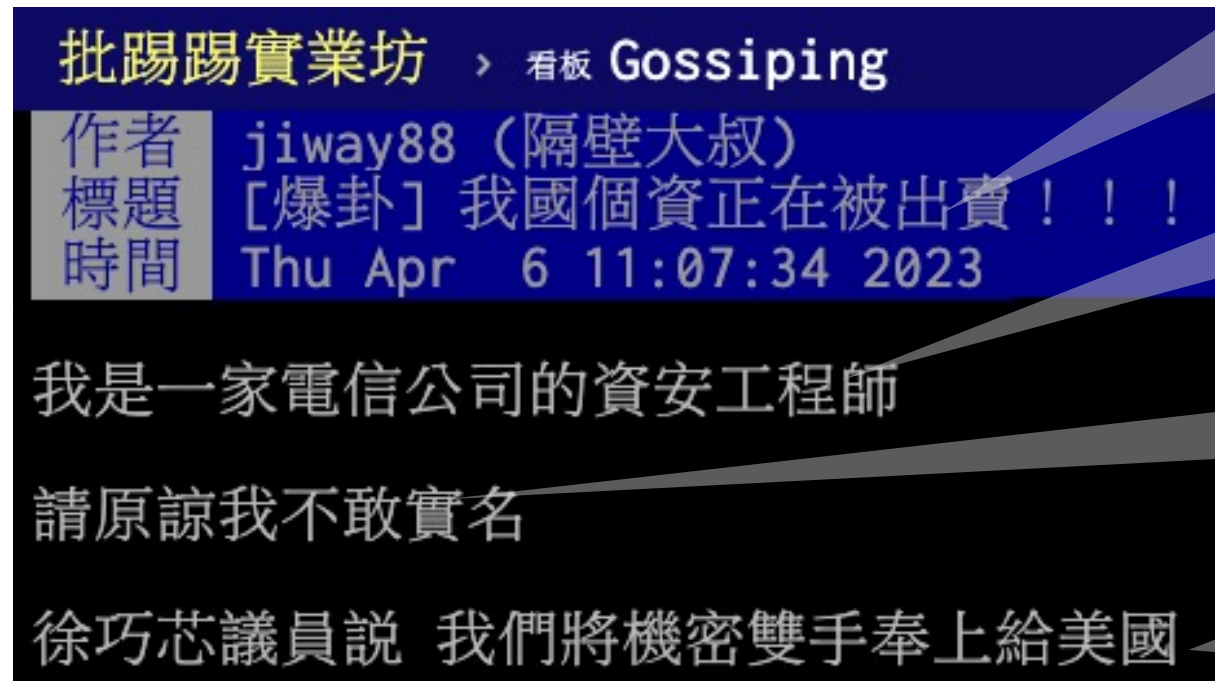 批踢踢實業坊 › 看板 Gossiping
作者 jiway88 (隔壁大叔)
標題 [爆卦] 我國個資正在被出賣！！！
時間 Thu Apr 6 11:07:34 2023
我是一家電信公司的資安工程師
請原諒我不敢實名
徐巧芯議員説 我們將機密雙手奉上給美國